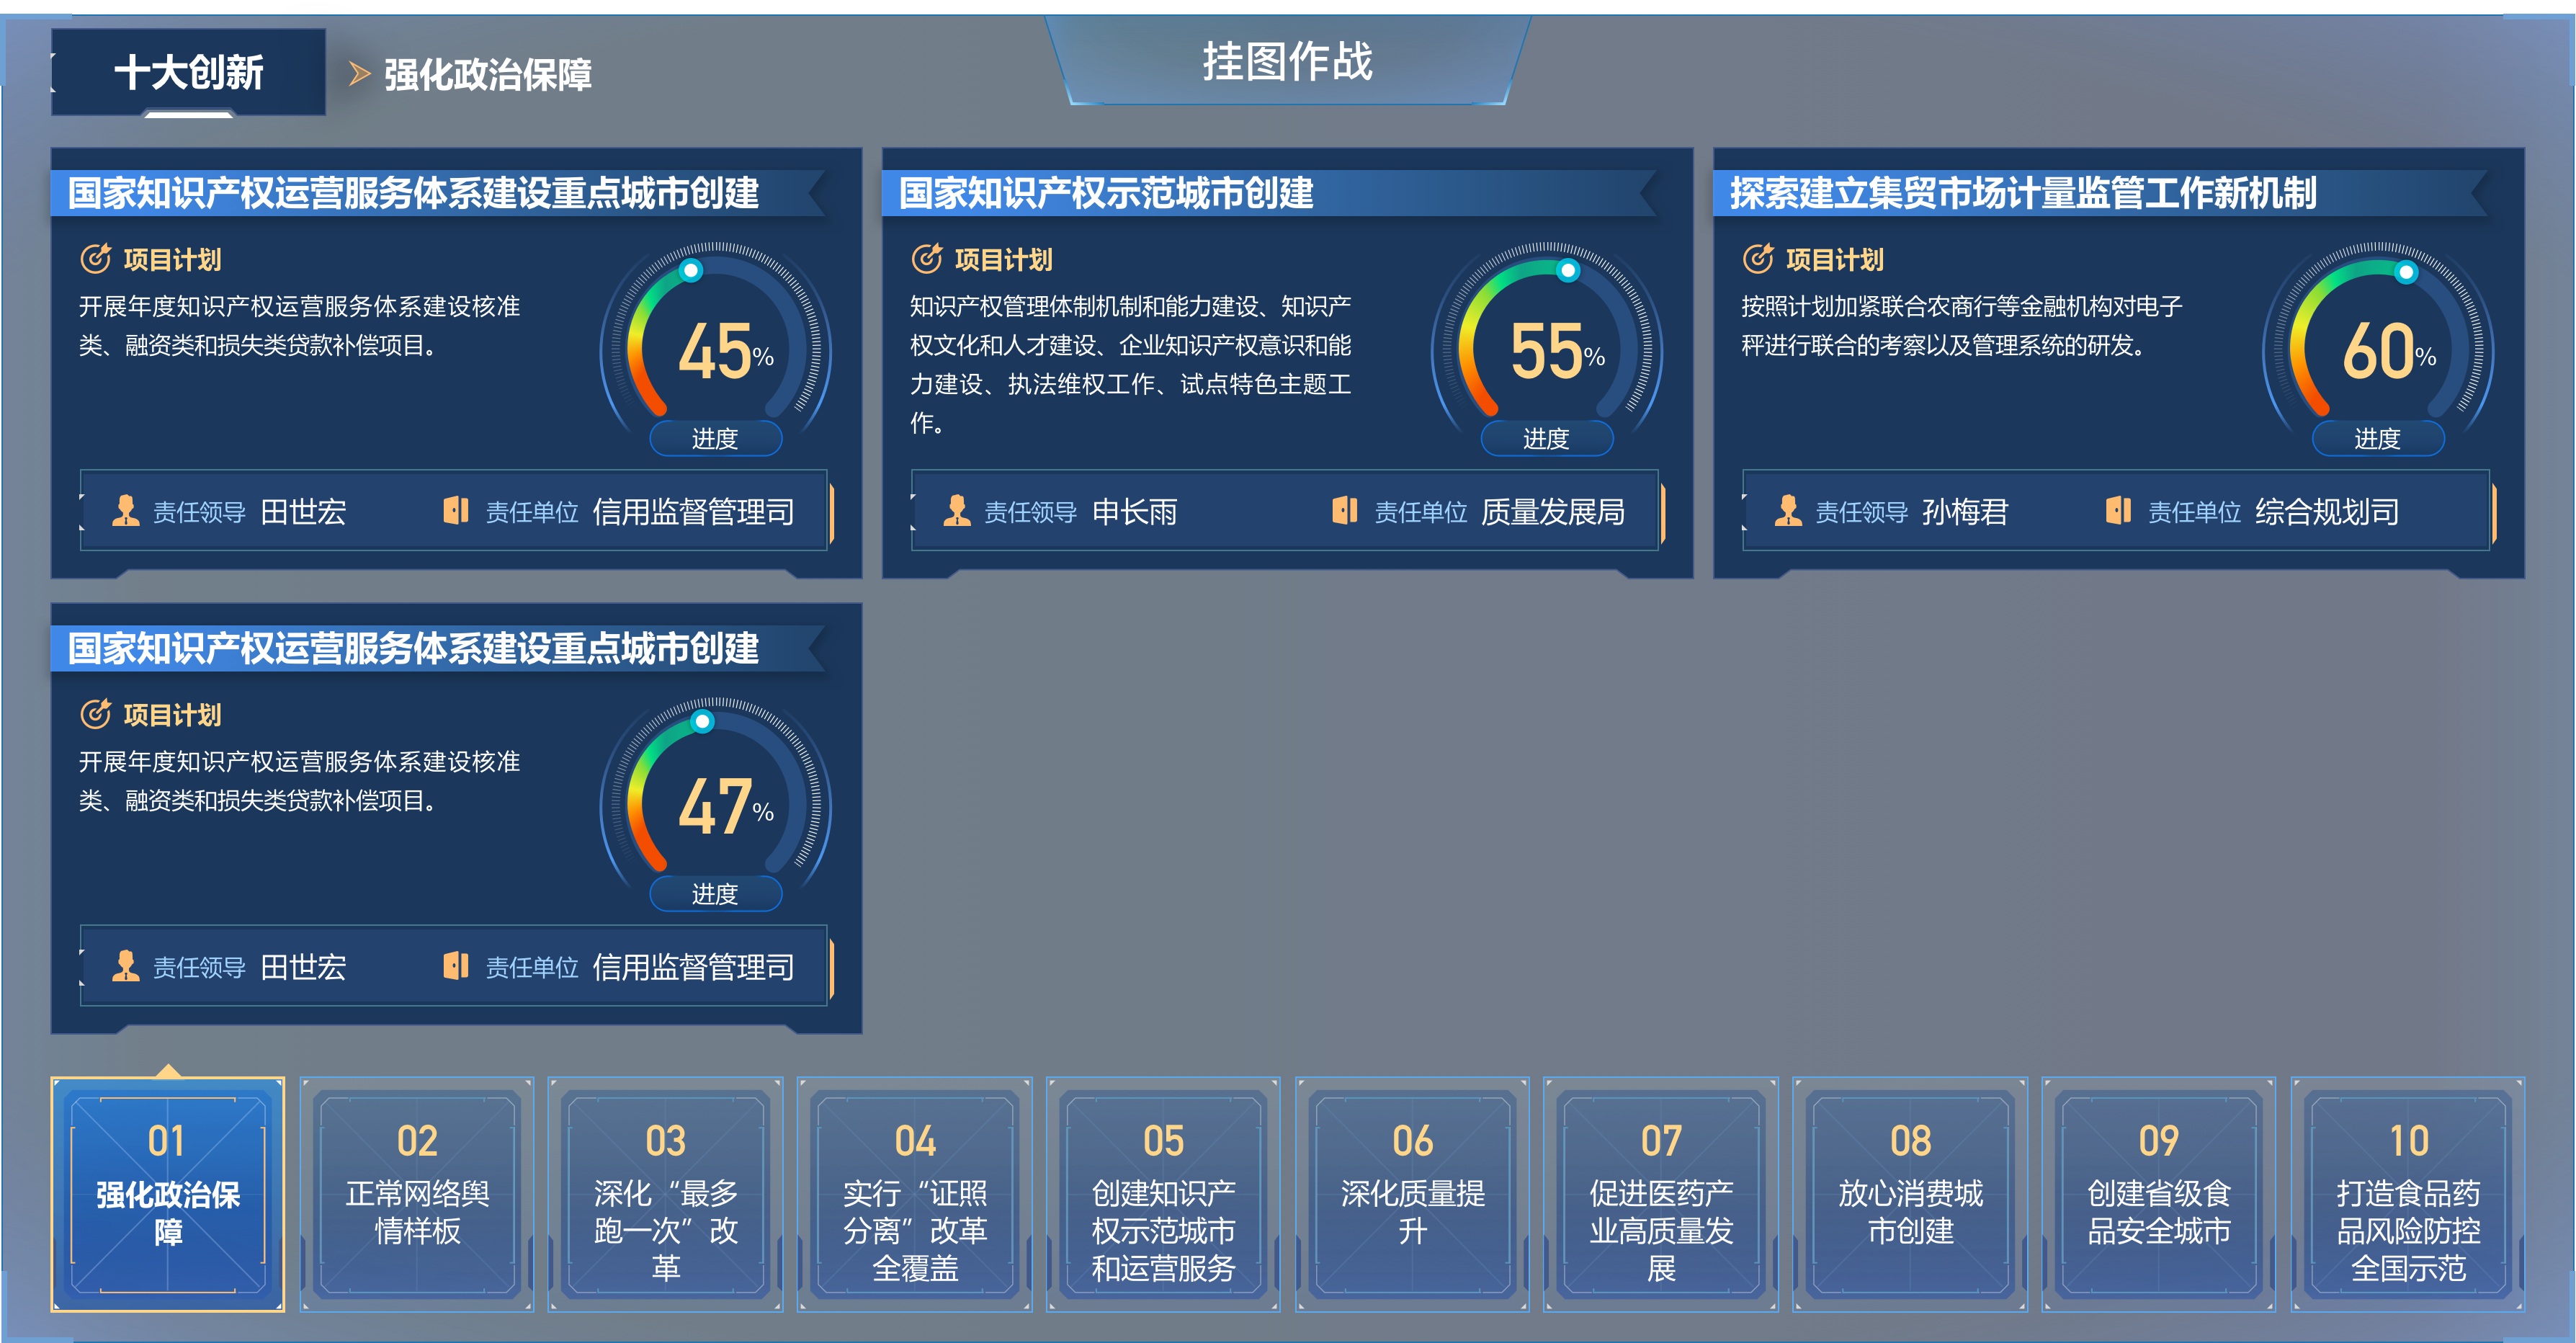 十大创新
强化政治保障
挂图作战
国家知识产权运营服务体系建设重点城市创建
项目计划
开展年度知识产权运营服务体系建设核准
类、融资类和损失类贷款补偿项目。
45%
进度
责任领导 田世宏 责任单位 信用监督管理司
国家知识产权示范城市创建
项目计划
知识产权管理体制机制和能力建设、知识产
权文化和人才建设、企业知识产权意识和能
力建设、执法维权工作、试点特色主题工
作。
55%
进度
责任领导 申长雨 责任单位 质量发展局
探索建立集贸市场计量监管工作新机制
项目计划
按照计划加紧联合农商行等金融机构对电子
秤进行联合的考察以及管理系统的研发。
60%
进度
责任领导 孙梅君 责任单位 综合规划司
国家知识产权运营服务体系建设重点城市创建
项目计划
开展年度知识产权运营服务体系建设核准
类、融资类和损失类贷款补偿项目。
47%
进度
责任领导 田世宏 责任单位 信用监督管理司
01
强化政治保
障
02
正常网络舆
情样板
03
深化“最多
跑一次”改
革
04
实行“证照
分离”改革
全覆盖
05
创建知识产
权示范城市
和运营服务
06
深化质量提
升
07
促进医药产
业高质量发
展
08
放心消费城
市创建
09
创建省级食
品安全城市
10
打造食品药
品风险防控
全国示范